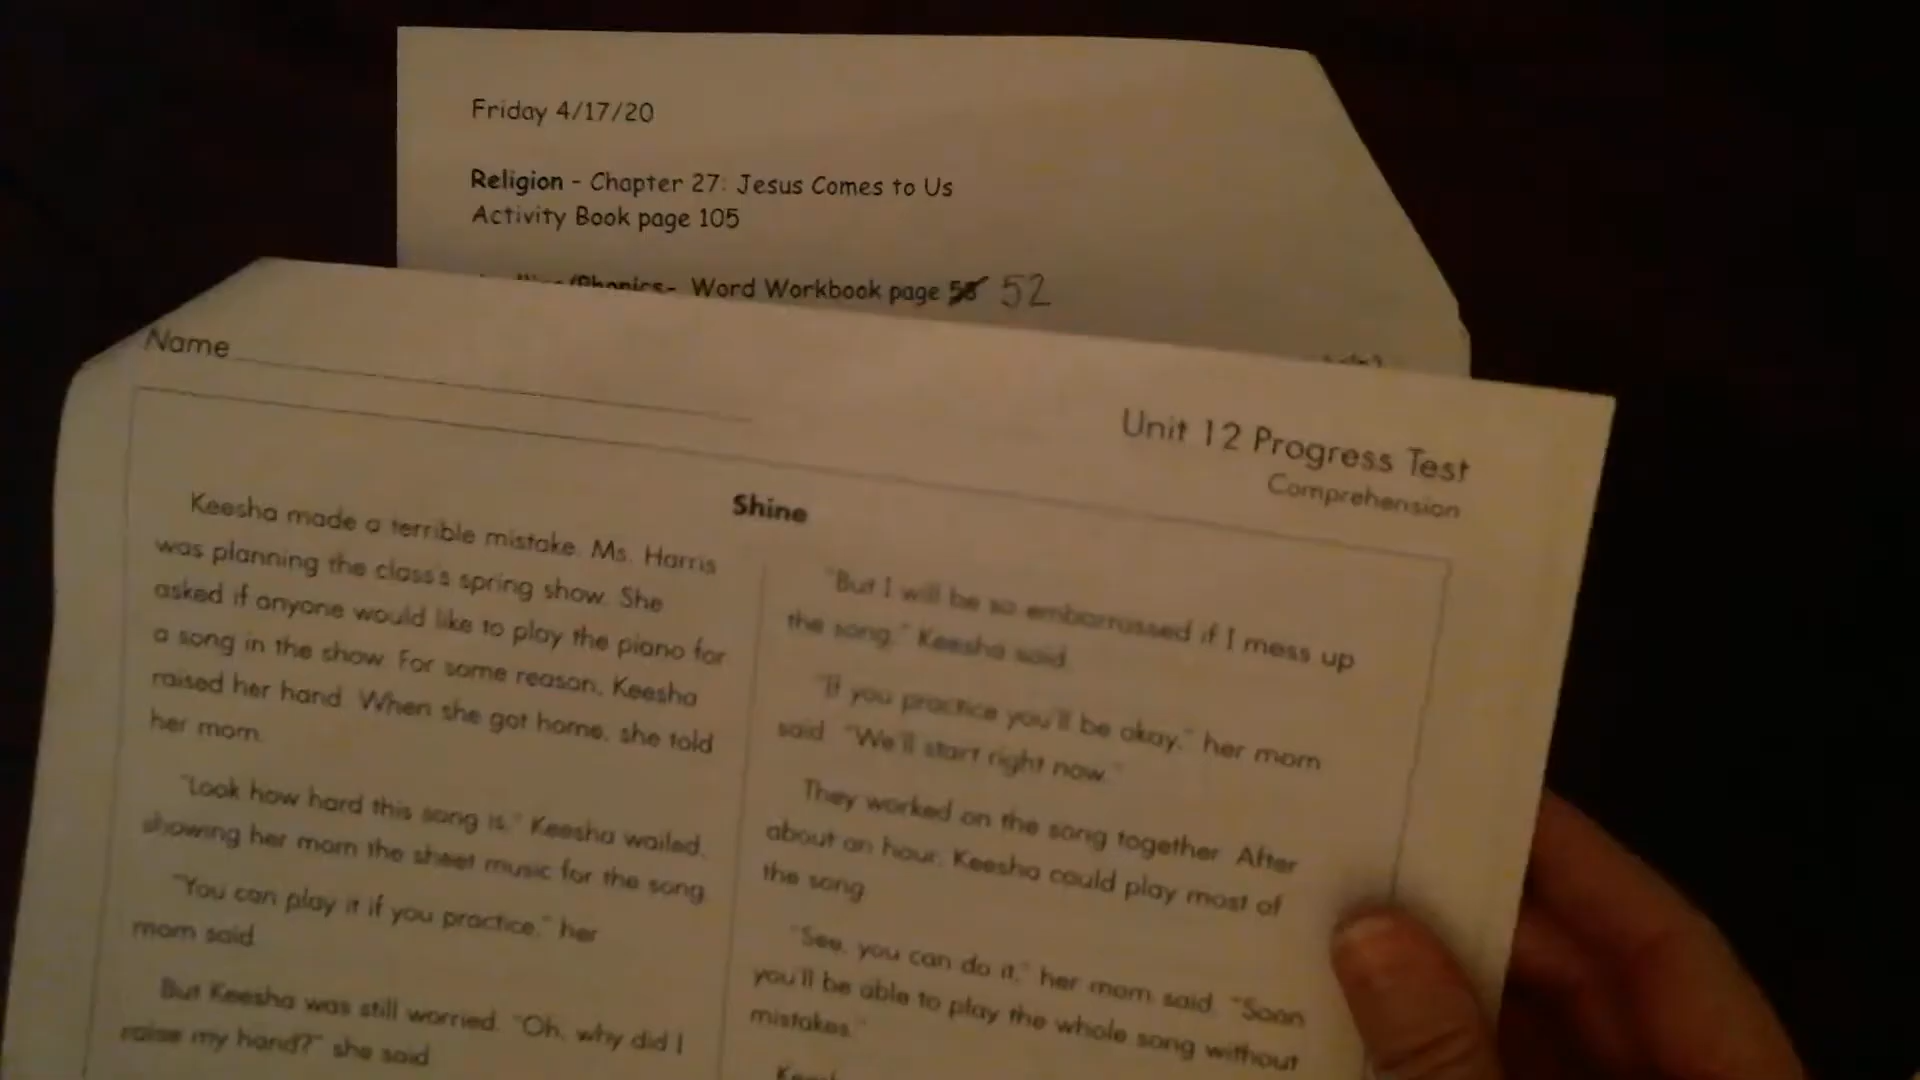 Friday 4/17/20
Religion - Chapter 27: Jesus Comes to Us
Activity Book page 105
/Phonics- Word Workbook page 52
Name
Unit 12 Progress Test
Comprehension
Shine
Keesha made a terrible mistake. Ms. Harris
was planning the class's spring show. She
asked if anyone would like to play the piano for
a song in the show. For some reason, Keesha
raised her hand. When she got home, she told
her mom.
"Look how hard this song is," Keesha wailed,
showing her mom the sheet music for the song.
"You can play it if you practice," her
mom said.
But Keesha was still worried. "Oh, why did I
raise my hand?" she said.
"But I will be so embarrassed if I mess up
the song," Keesha said.
"If you practice you'll be okay," her mom
said. "We'll start right now."
They worked on the song together. After
about an hour, Keesha could play most of
the song.
"See, you can do it," her mom said. "Soon
you'll be able to play the whole song without
mistakes."